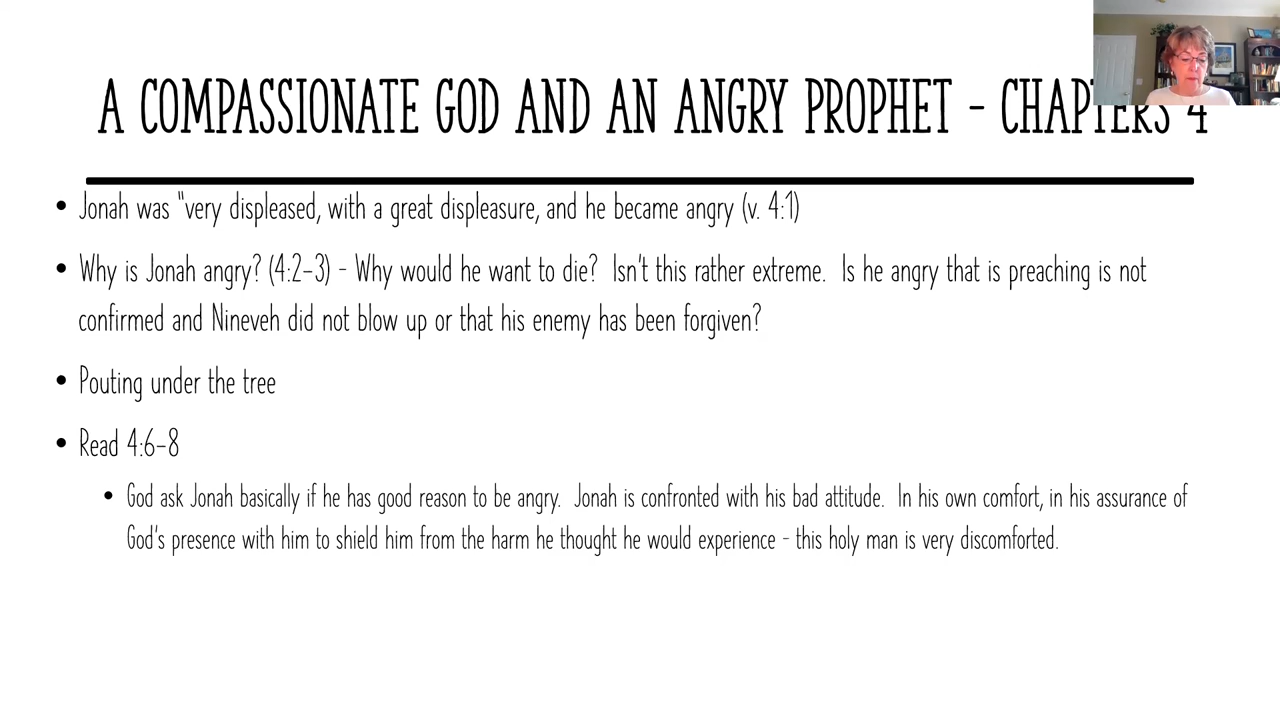 A COMPASSIONATE GOD AND AN ANGRY PROPHET - CHAPTERS 4
• Jonah was "very displeased, with a great displeasure, and he became angry (v. 4:1)
• Why is Jonah angry? (4:2-3) - Why would he want to die? Isn't this rather extreme. Is he angry that is preaching is not
confirmed and Nineveh did not blow up or that his enemy has been forgiven?
• Pouting under the tree
• Read 4:6-8
• God ask Jonah basically if he has good reason to be angry. Jonah is confronted with his bad attitude. In his own comfort, in his assurance of
God's presence with him to shield him from the harm he thought he would experience - this holy man is very discomforted.